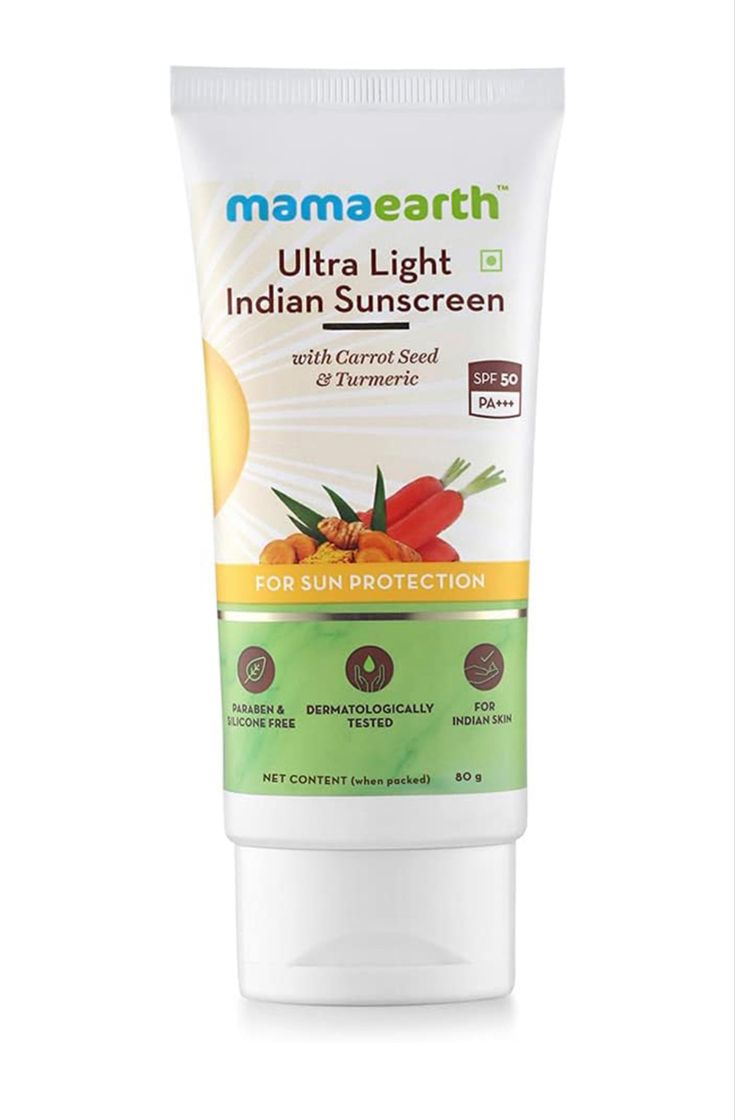 mamaearth™
Ultra Light
Indian Sunscreen
with Carrot Seed
& Turmeric
SPF 50
PA+++
FOR SUN PROTECTION
PARABEN &
SILICONE FREE
DERMATOLOGICALLY
TESTED
FOR
INDIAN SKIN
NET CONTENT (when packed) 80 g